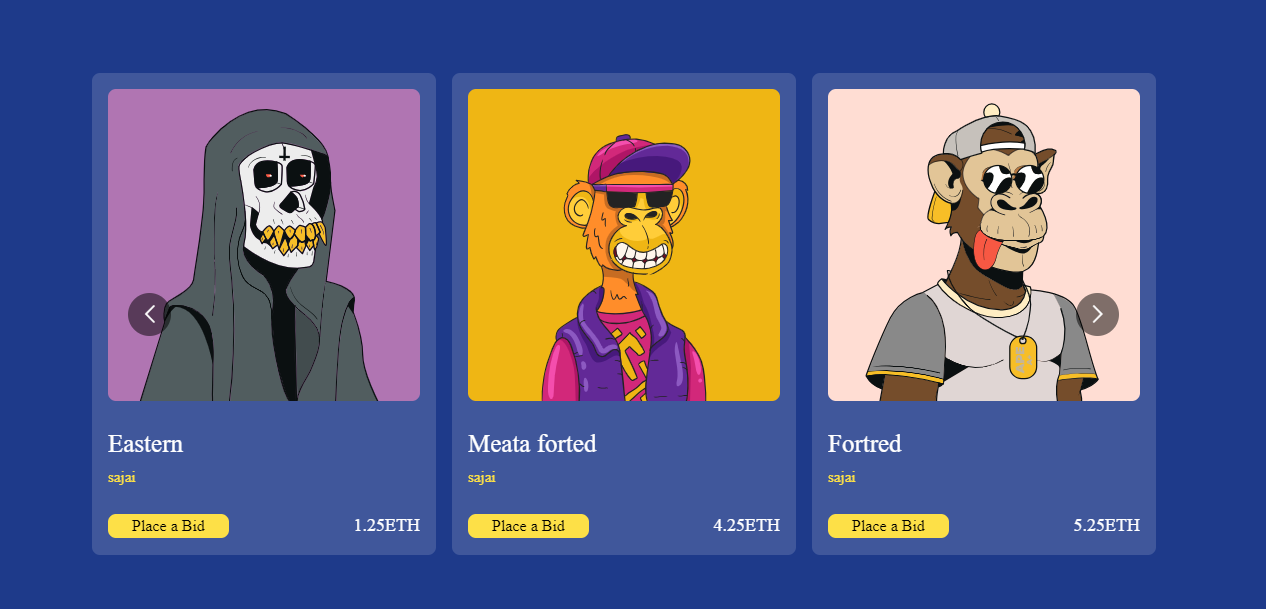 Eastern
sajai
Place a Bid 1.25ETH
Meata forted
sajai
Place a Bid 4.25ETH
Fortred
sajai
Place a Bid 5.25ETH